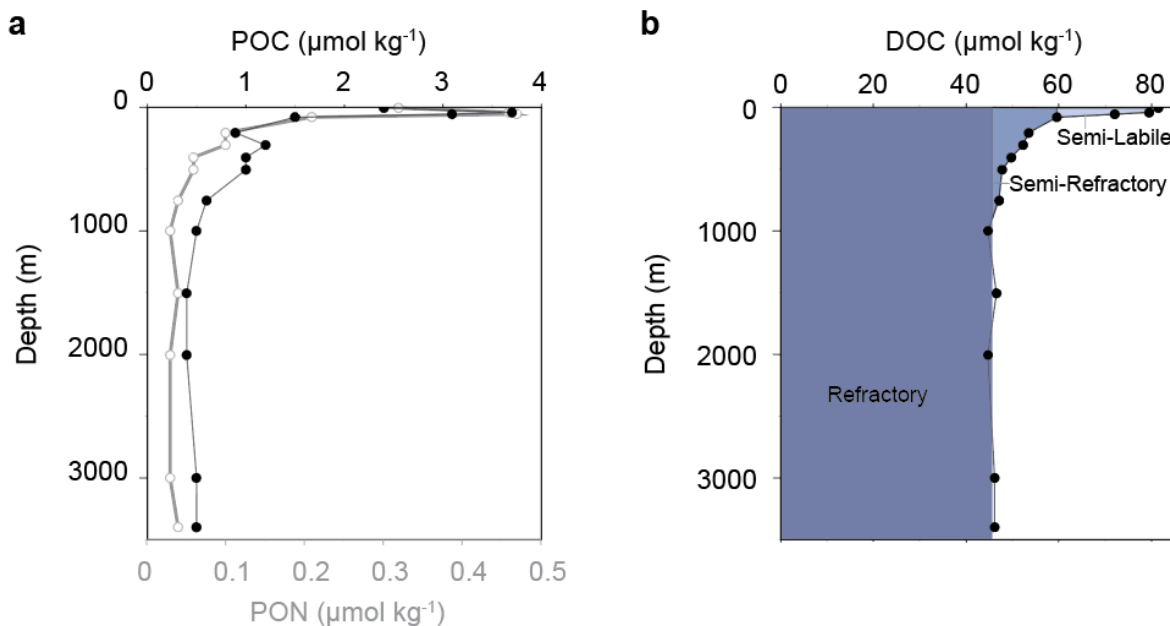 a
POC (µmol kg⁻¹)
0 1 2 3 4
0
1000
2000
3000
Depth (m)
0 0.1 0.2 0.3 0.4 0.5
PON (µmol kg⁻¹)
b
DOC (µmol kg⁻¹)
0 20 40 60 80
0
Semi-Labile
Semi-Refractory
1000
2000
Refractory
3000
Depth (m)